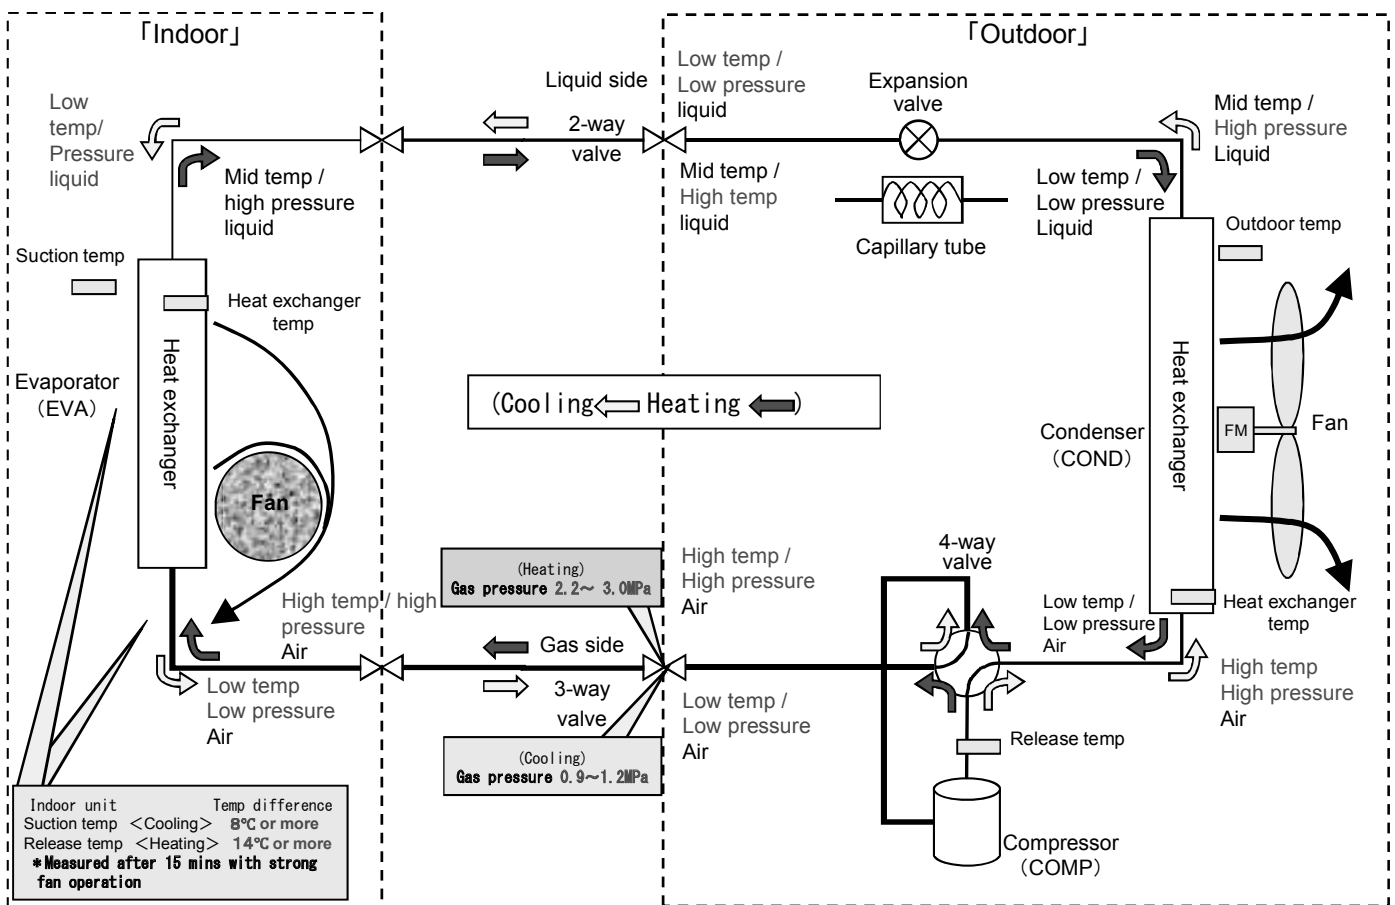 「Indoor」
「Outdoor」
Low
temp/
Pressure
liquid
Mid temp /
high pressure
liquid
Liquid side
2-way
valve
Low temp /
Low pressure
liquid
Mid temp /
High temp
liquid
Expansion
valve
Capillary tube
Mid temp /
High pressure
Liquid
Low temp /
Low pressure
Liquid
Suction temp
Heat exchanger
temp
Heat exchanger
Evaporator
（EVA）
Fan
(Cooling Heating )
Outdoor temp
Heat exchanger
Condenser
（COND）
FM
Fan
Heat exchanger
temp
(Heating)
Gas pressure 2.2～ 3.0MPa
High temp /
High pressure
Air
4-way
valve
Low temp /
Low pressure
Air
High temp / high
pressure
Air
Gas side
3-way
valve
Low temp
Low pressure
Air
Low temp /
Low pressure
Air
High temp
High pressure
Air
(Cooling)
Gas pressure 0.9～1.2MPa
Release temp
Compressor
（COMP）
Indoor unit Temp difference
Suction temp ＜Cooling＞ 8℃ or more
Release temp ＜Heating＞ 14℃ or more
＊Measured after 15 mins with strong
fan operation